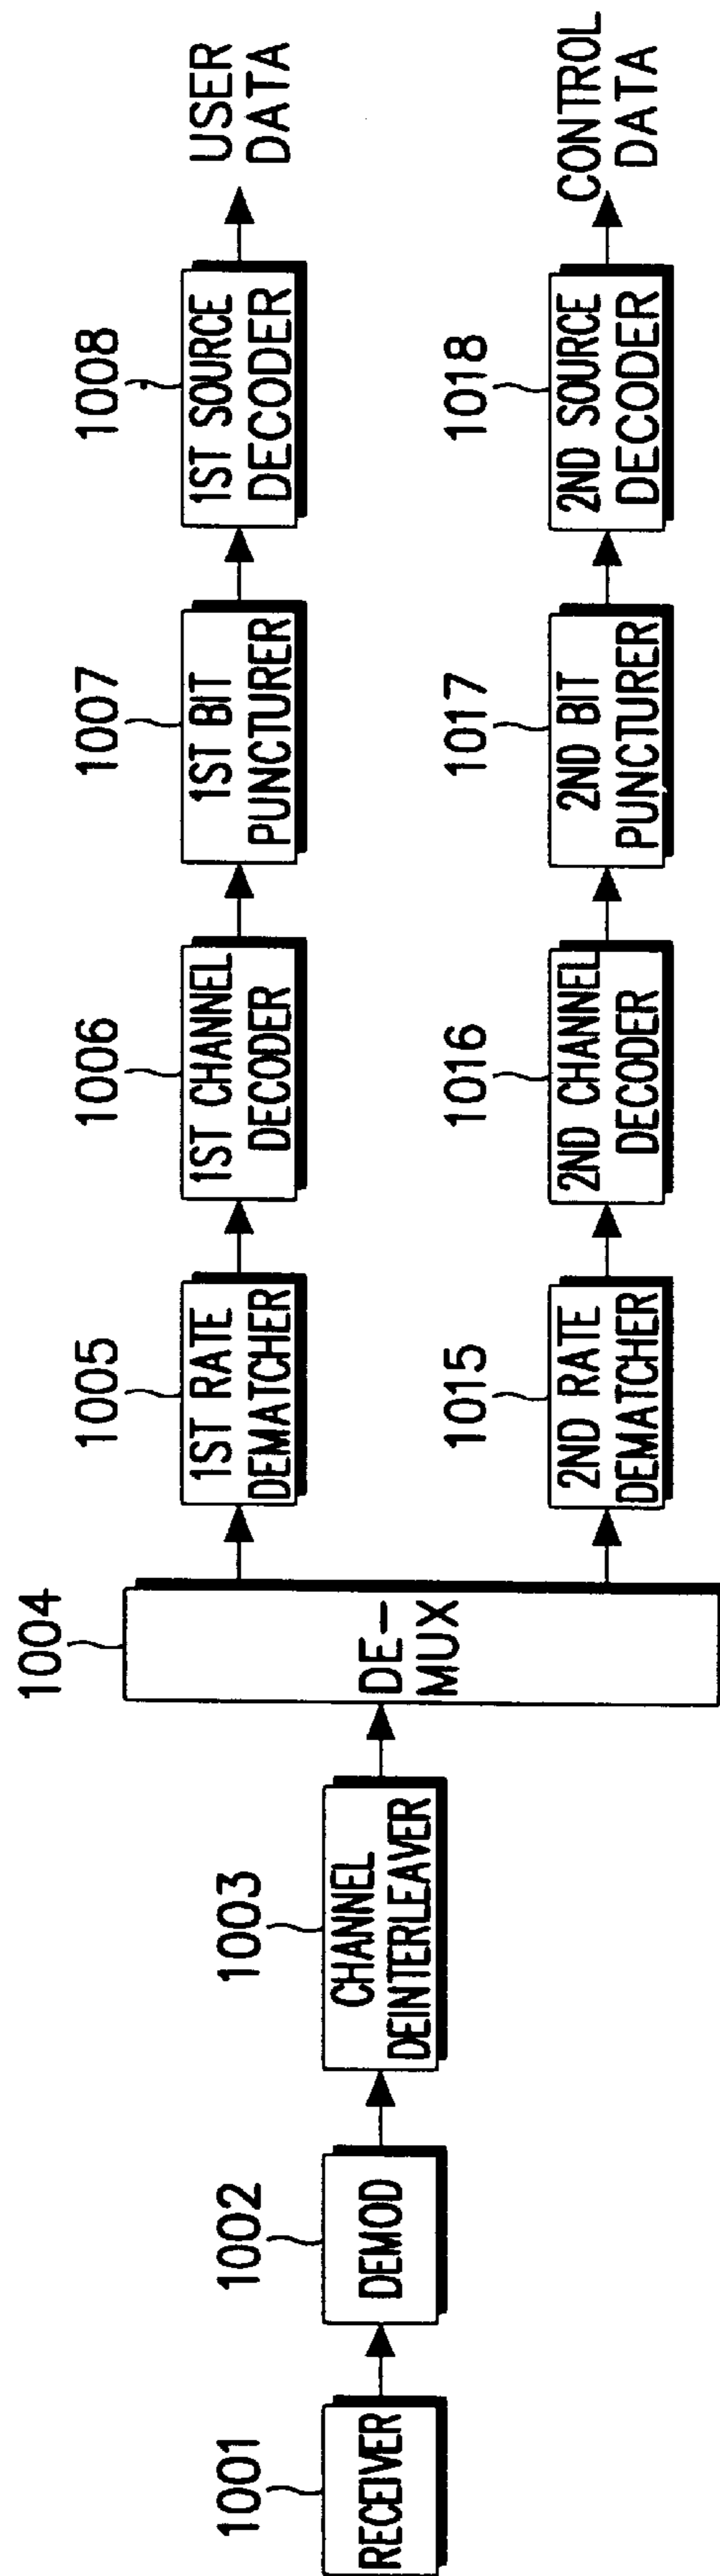 1001
RECEIVER
1002
DEMOD
1003
CHANNEL
DEINTERLEAVER
1004
DE-
MUX
1005
1ST RATE
DEMATCHER
1006
1ST CHANNEL
DECODER
1007
1ST BIT
PUNCTURER
1008
1ST SOURCE
DECODER
USER
DATA
1015
2ND RATE
DEMATCHER
1016
2ND CHANNEL
DECODER
1017
2ND BIT
PUNCTURER
1018
2ND SOURCE
DECODER
CONTROL
DATA